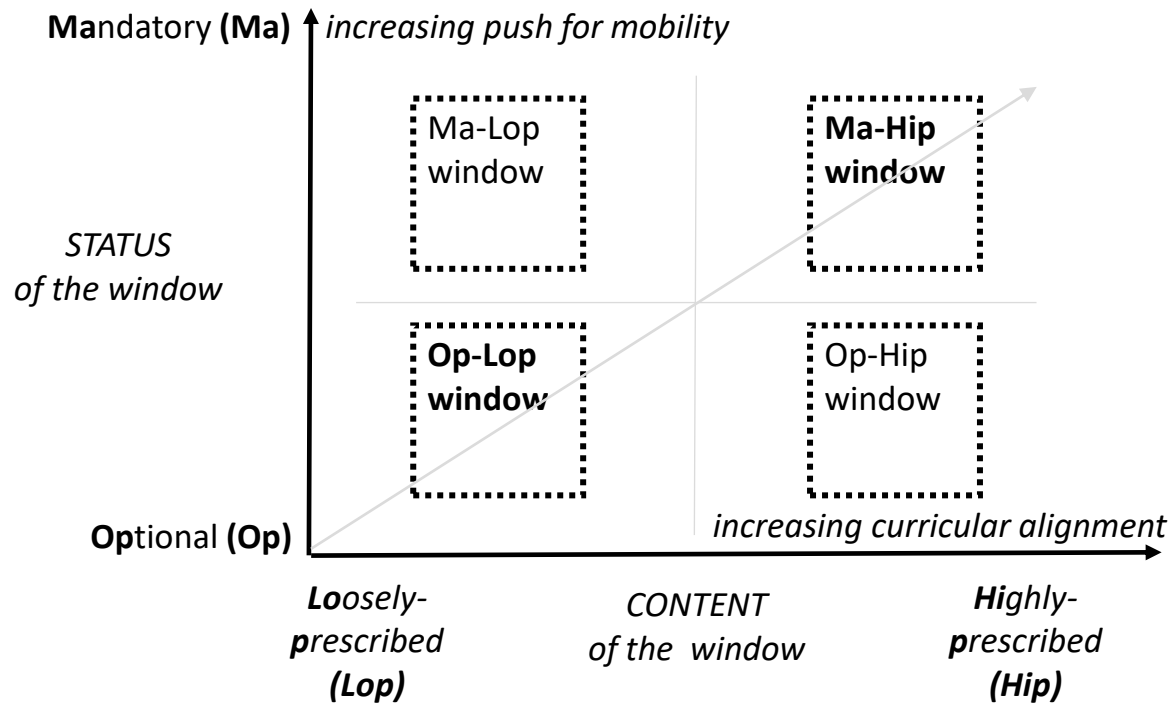 Mandatory (Ma)
increasing push for mobility
Ma-Lop
window
Ma-Hip
window
STATUS
of the window
Op-Lop
window
Op-Hip
window
increasing curricular alignment
Optional (Op)
Loosely-
prescribed
(Lop)
CONTENT
of the window
Highly-
prescribed
(Hip)